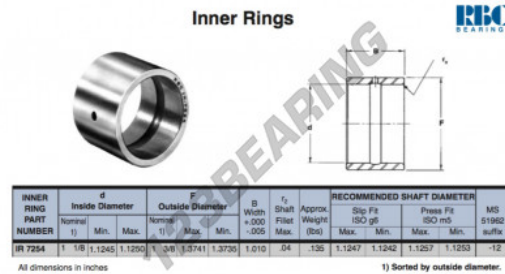 Inner Rings
RBC
BEARINGS
B
r_s
d
F
123BEARING
INNER RING PART NUMBER
d Inside Diameter
F Outside Diameter
B Width +.000 -.005
r_s Shaft Fillet Max.
Approx. Weight (lbs)
RECOMMENDED SHAFT DIAMETER
Slip Fit ISO g6
Press Fit ISO m5
MS 51962 suffix
Nominal 1) Min. Max.
Nominal 1) Max. Min.
Max. Min. Max. Min.
IR 7254 1 1/8 1.1245 1.1250 1 3/8 1.3741 1.3735 1.010 .04 .135 1.1247 1.1242 1.1257 1.1253 -12
All dimensions in inches
1) Sorted by outside diameter.